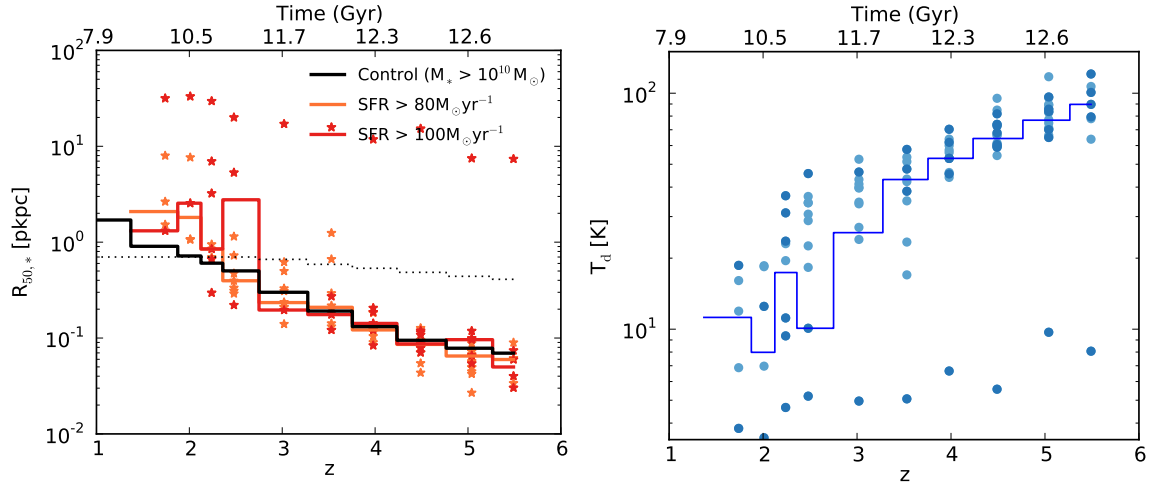 Time (Gyr)
7.9 10.5 11.7 12.3 12.6
10²
10¹
10⁰
10⁻¹
10⁻²
R₅₀,⁎ [pkpc]
Control (M⁎ > 10¹⁰M⊙)
SFR > 80M⊙yr⁻¹
SFR > 100M⊙yr⁻¹
1 2 3 4 5 6
z
Time (Gyr)
7.9 10.5 11.7 12.3 12.6
10²
10¹
T_d [K]
1 2 3 4 5 6
z